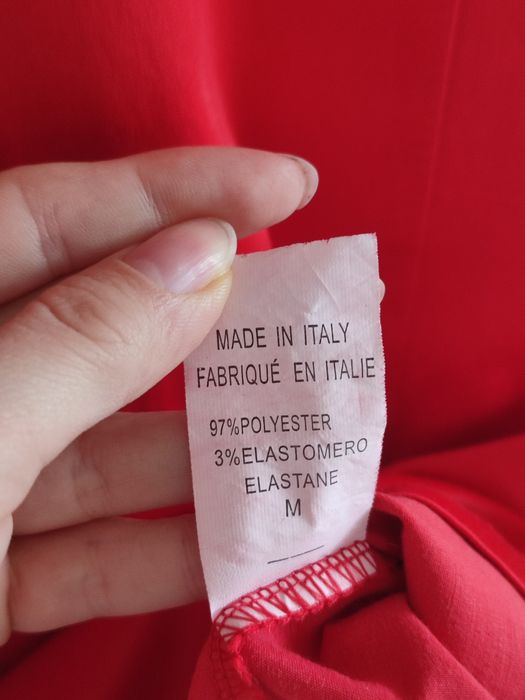 MADE IN ITALY
FABRIQUÉ EN ITALIE
97%POLYESTER
3%ELASTOMERO
ELASTANE
M